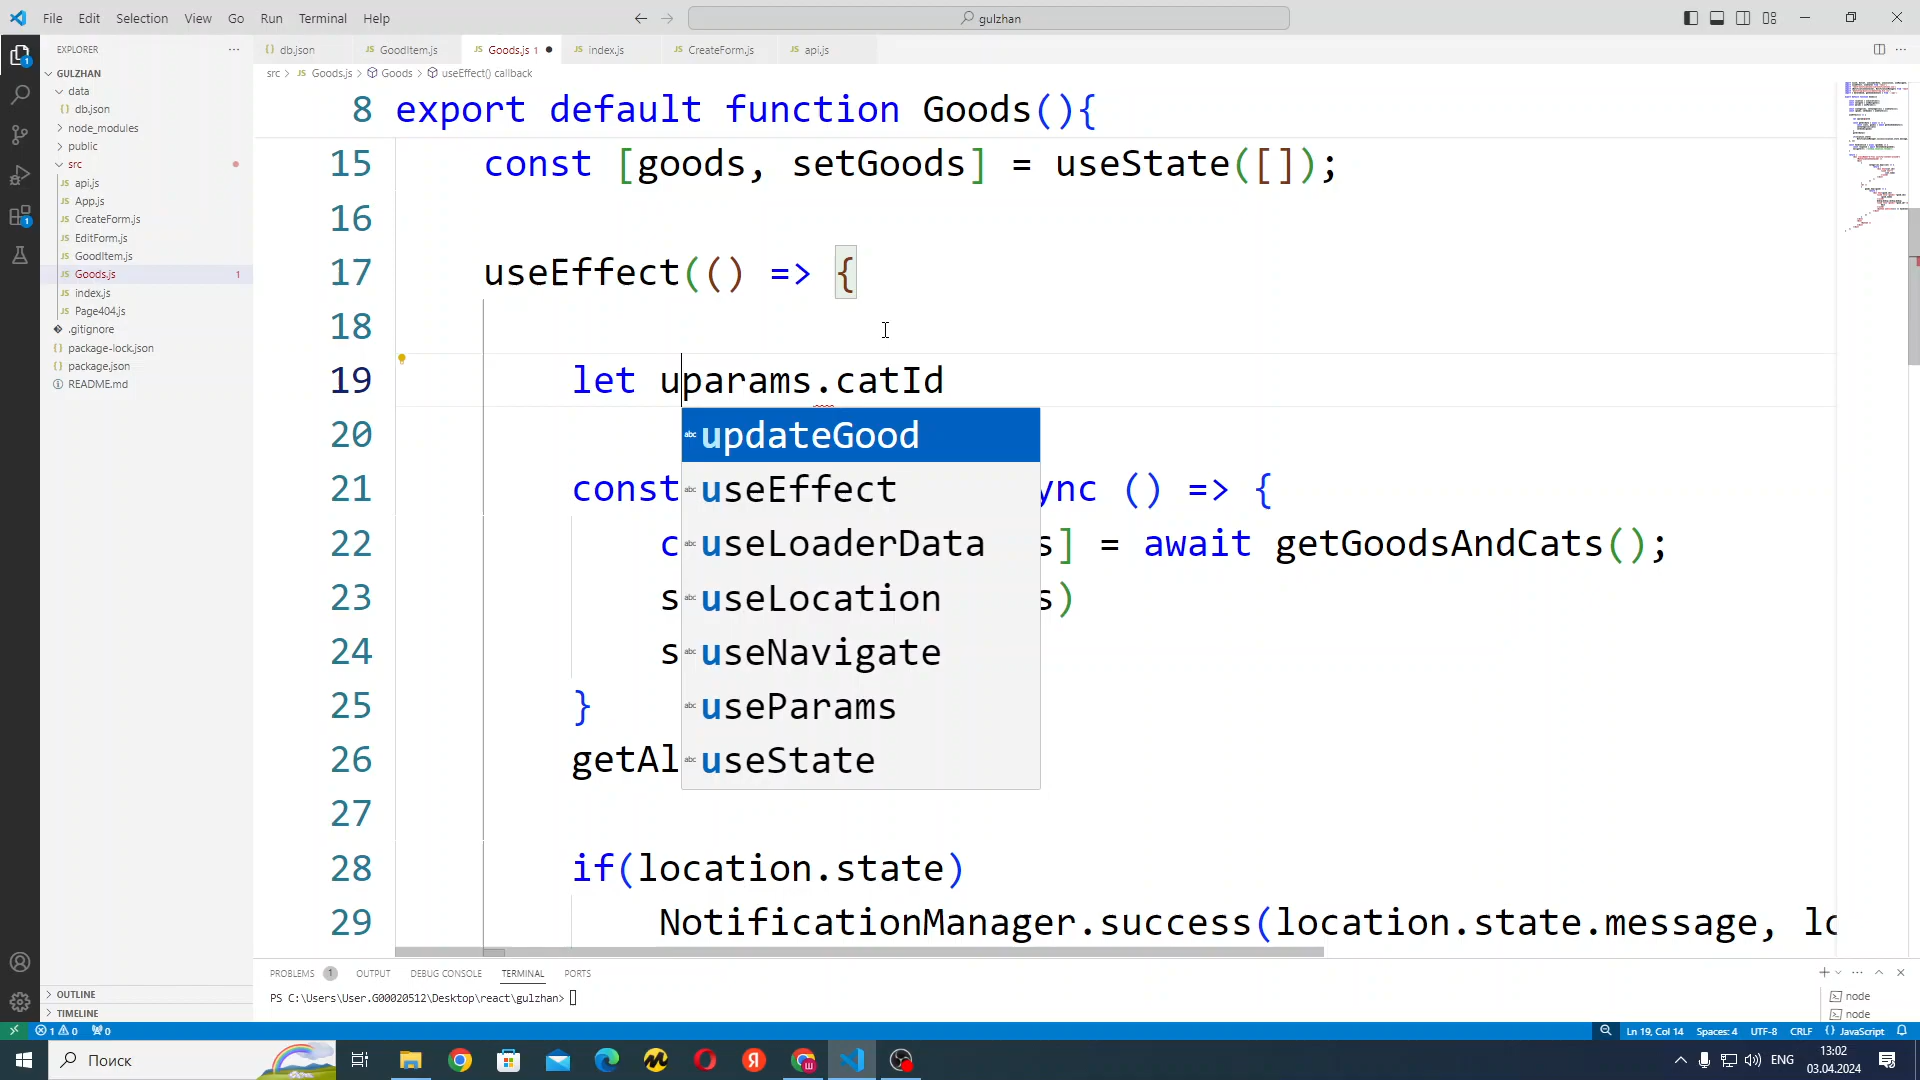 File Edit Selection View Go Run Terminal Help
gulzhan
EXPLORER
GULZHAN
data
db.json
node_modules
public
src
api.js
App.js
CreateForm.js
EditForm.js
GoodItem.js
Goods.js 1
index.js
Page404.js
.gitignore
package-lock.json
package.json
README.md
OUTLINE
TIMELINE
db.json GoodItem.js Goods.js 1 index.js CreateForm.js api.js
src > Goods.js > Goods > useEffect() callback
8 export default function Goods(){
15 const [goods, setGoods] = useState([]);
16
17 useEffect(() => {
18
19 let uparams.catId
20
21 const ync () => {
22 c s] = await getGoodsAndCats();
23 s s)
24 s
25 }
26 getAl
27
28 if(location.state)
29 NotificationManager.success(location.state.message, lo
updateGood
useEffect
useLoaderData
useLocation
useNavigate
useParams
useState
PROBLEMS 1 OUTPUT DEBUG CONSOLE TERMINAL PORTS
PS C:\Users\User.G00020512\Desktop\react\gulzhan>
node
node
1 0 0 Ln 19, Col 14 Spaces: 4 UTF-8 CRLF JavaScript
Поиск
ENG
13:02
03.04.2024